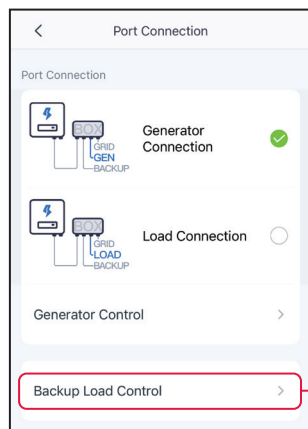 Port Connection
Port Connection
BOX
GRID
GEN
BACKUP
Generator
Connection
BOX
GRID
LOAD
BACKUP
Load Connection
Generator Control
Backup Load Control